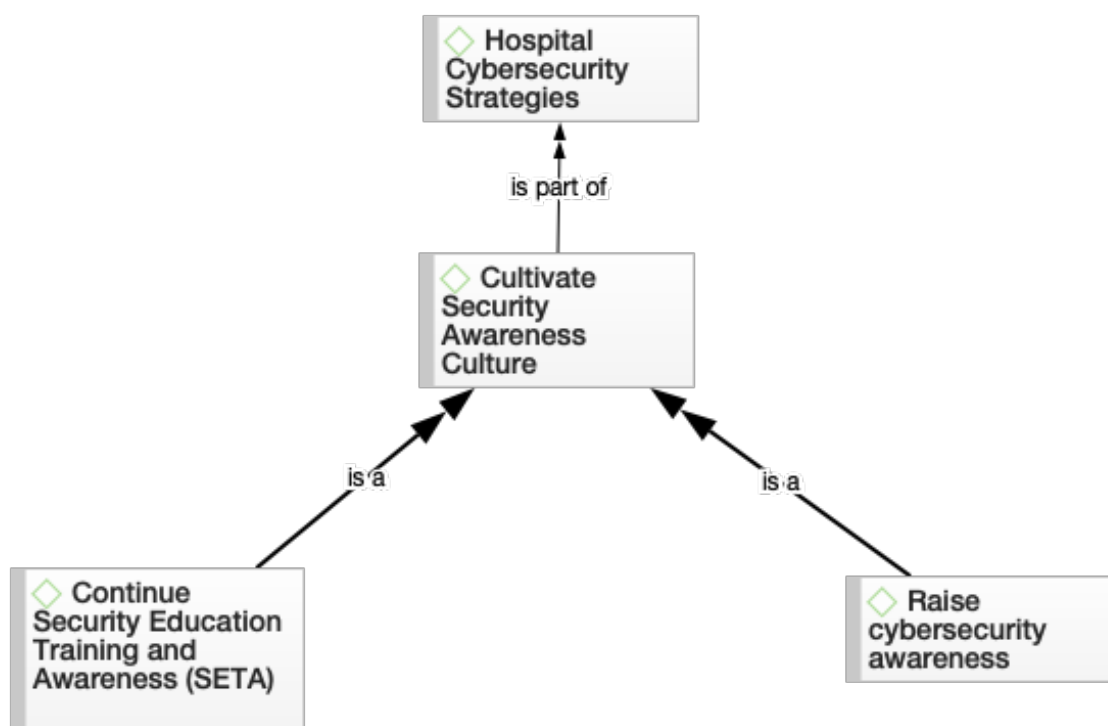 Hospital
Cybersecurity
Strategies
is part of
Cultivate
Security
Awareness
Culture
is a
is a
Continue
Security Education
Training and
Awareness (SETA)
Raise
cybersecurity
awareness